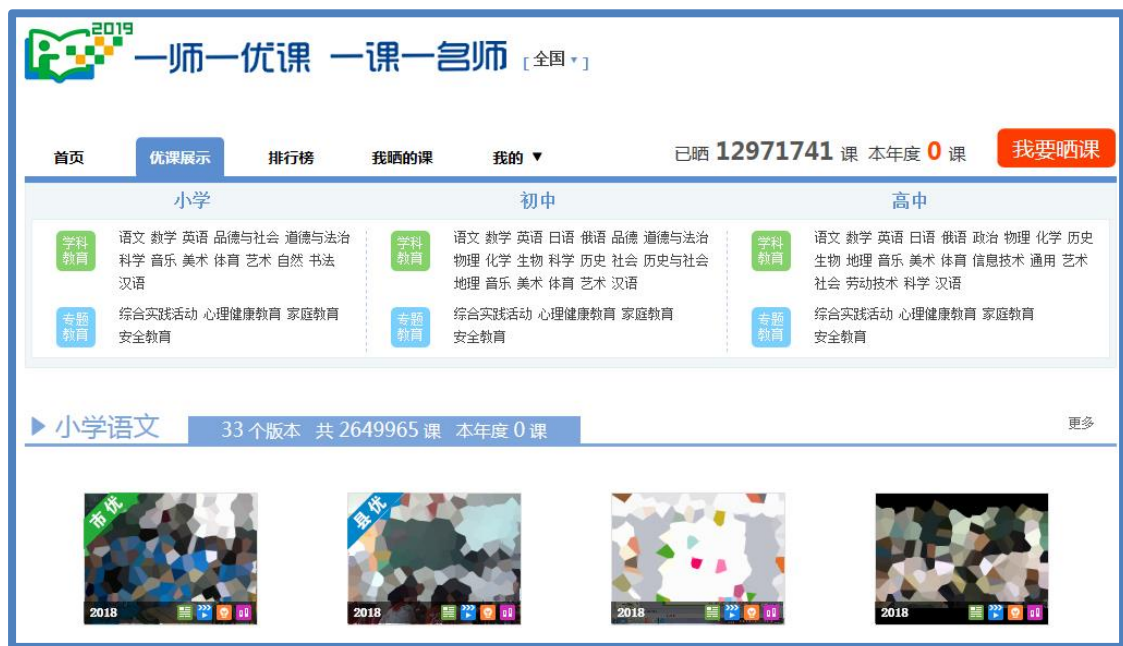 2019
一师一优课 一课一名师 [全国▼]
首页 优课展示 排行榜 我晒的课 我的 ▼ 已晒 12971741 课 本年度 0 课 我要晒课
小学 初中 高中
学科
教育
语文 数学 英语 品德与社会 道德与法治
科学 音乐 美术 体育 艺术 自然 书法
汉语
专题
教育
综合实践活动 心理健康教育 家庭教育
安全教育
学科
教育
语文 数学 英语 日语 俄语 品德 道德与法治
物理 化学 生物 科学 历史 社会 历史与社会
地理 音乐 美术 体育 艺术 汉语
专题
教育
综合实践活动 心理健康教育 家庭教育
安全教育
学科
教育
语文 数学 英语 日语 俄语 政治 物理 化学 历史
生物 地理 音乐 美术 体育 信息技术 通用 艺术
社会 劳动技术 科学 汉语
专题
教育
综合实践活动 心理健康教育 家庭教育
安全教育
小学语文 33 个版本 共 2649965 课 本年度 0 课 更多
市优
县优
2018
2018
2018
2018